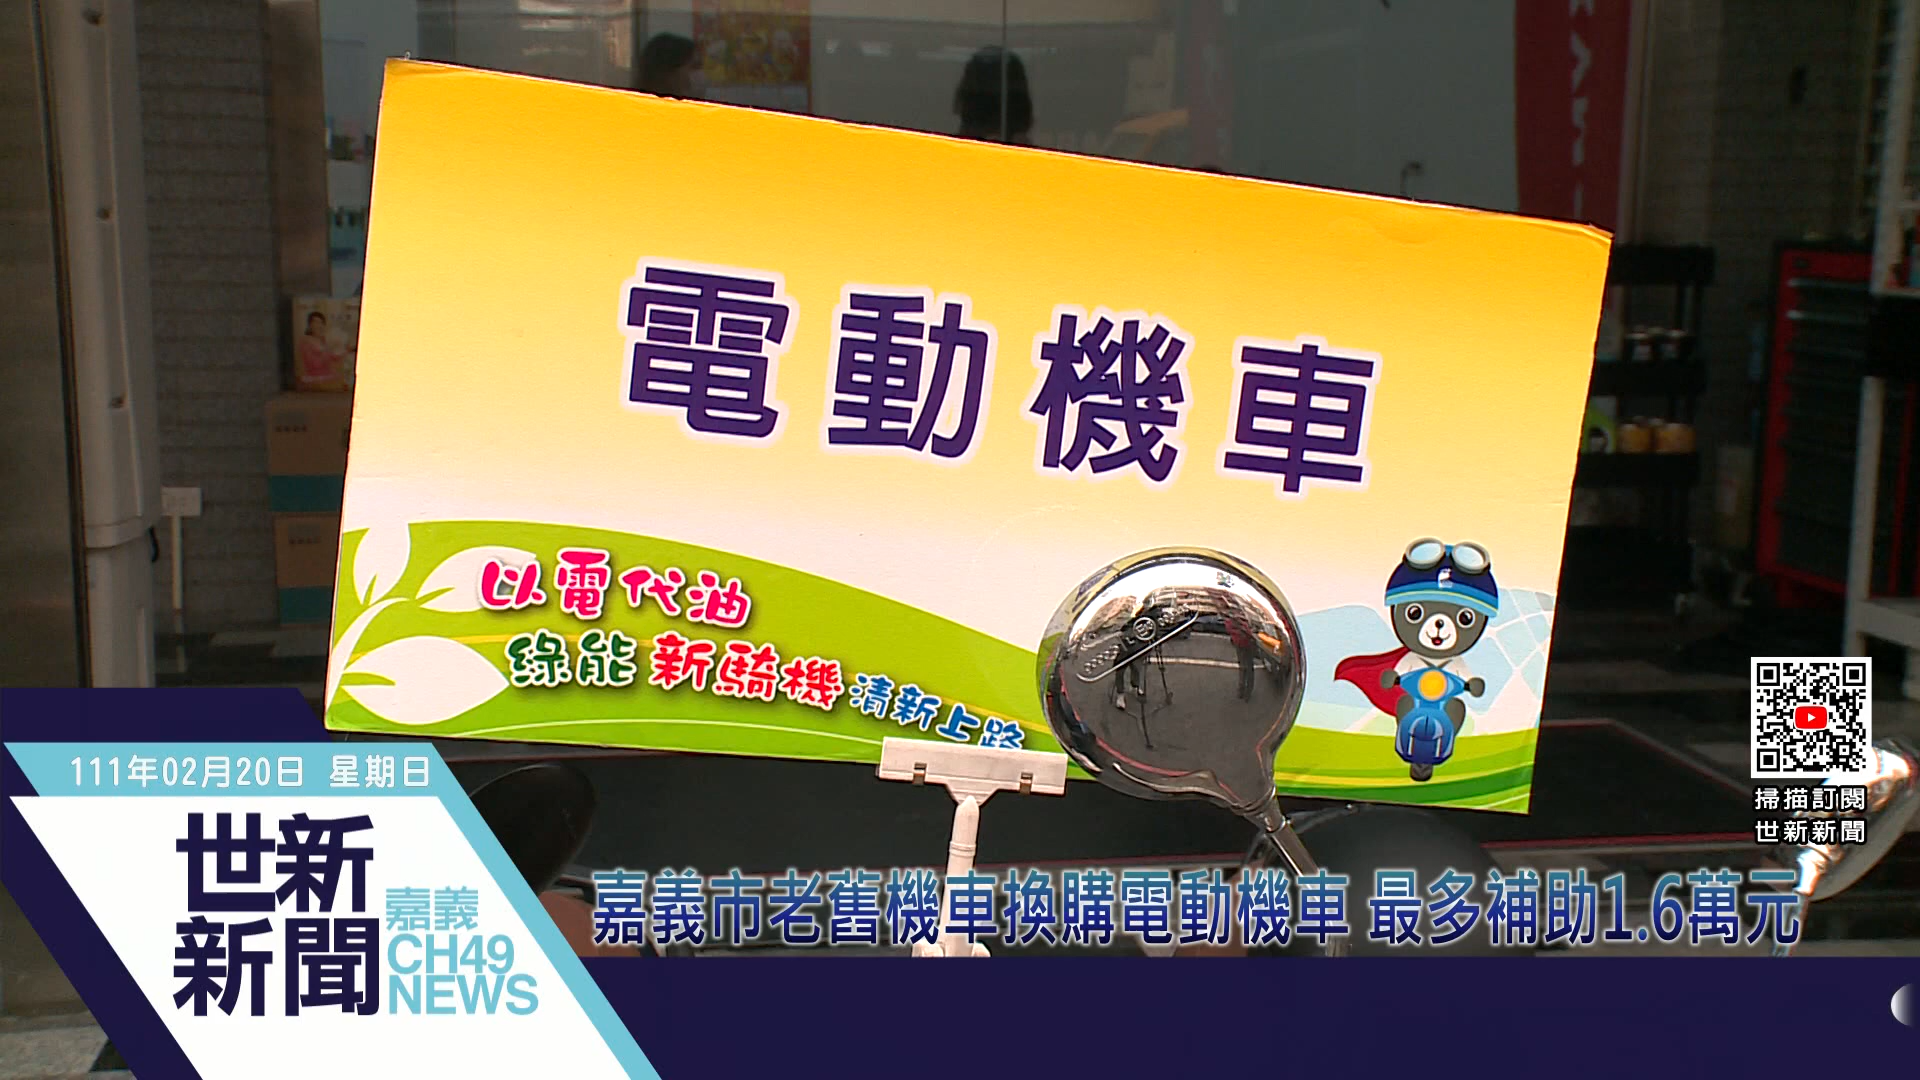 電動機車
以電代油
綠能新騎機清新上路
掃描訂閱
世新新聞
111年02月20日 星期日
世新
新聞
嘉義
CH49
NEWS
嘉義市老舊機車換購電動機車 最多補助1.6萬元